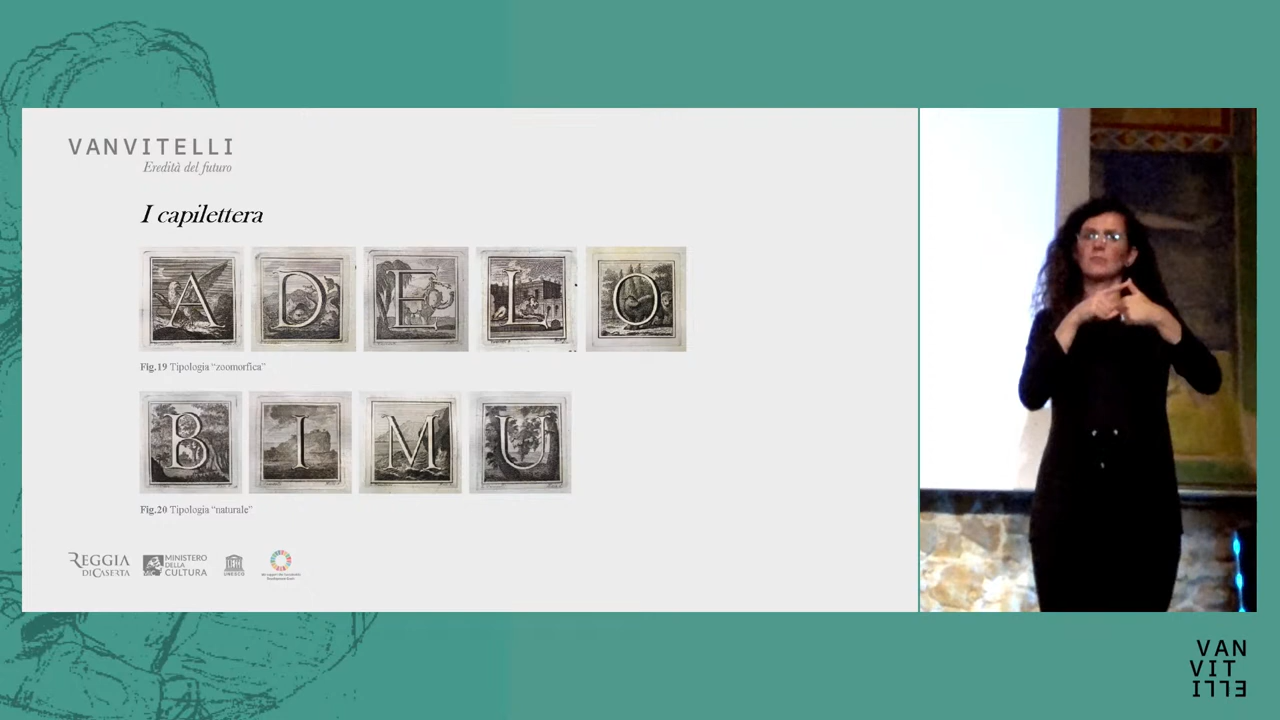 VANVITELLI
Eredità del futuro
I capilettera
A D E L O
Fig.19 Tipologia “zoomorfica”
B I M U
Fig.20 Tipologia “naturale”
REGGIA
DI CASERTA
MINISTERO
DELLA
CULTURA
UNESCO
VAN
VIT
ELLI